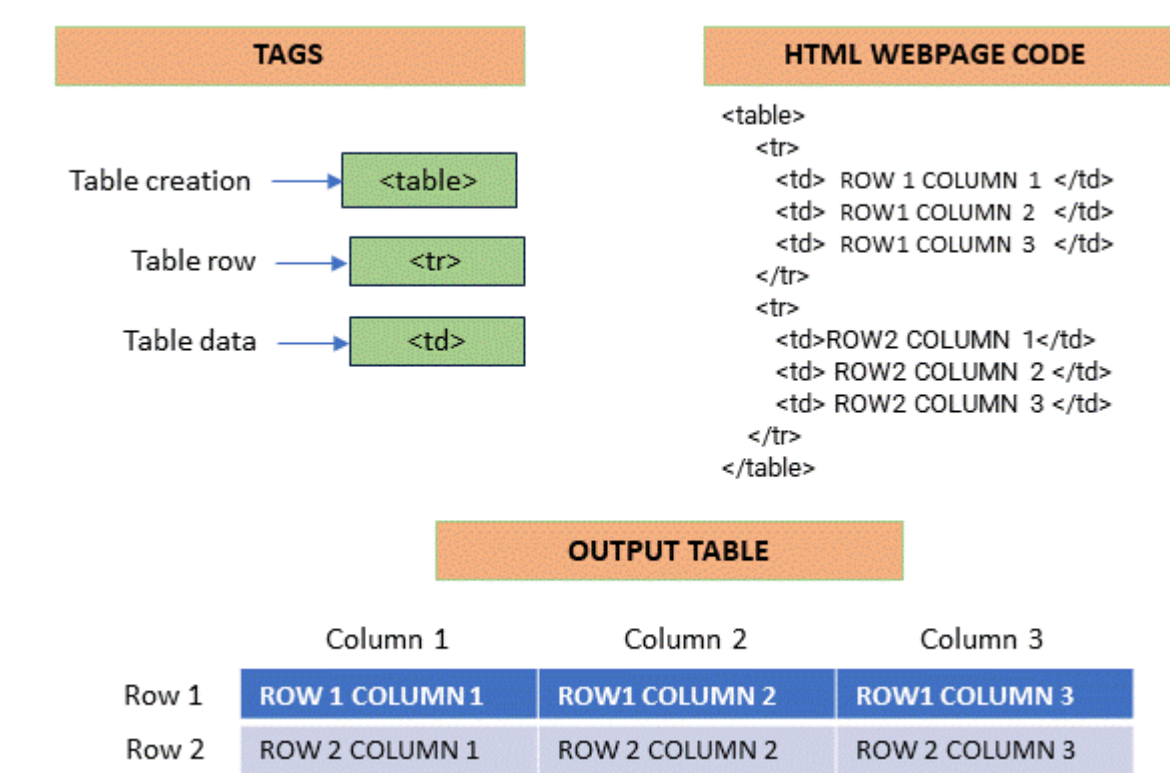 TAGS
Table creation <table>
Table row <tr>
Table data <td>
HTML WEBPAGE CODE
<table>
<tr>
<td> ROW 1 COLUMN 1 </td>
<td> ROW1 COLUMN 2 </td>
<td> ROW1 COLUMN 3 </td>
</tr>
<tr>
<td>ROW2 COLUMN 1</td>
<td> ROW2 COLUMN 2 </td>
<td> ROW2 COLUMN 3 </td>
</tr>
</table>
OUTPUT TABLE
Column 1 Column 2 Column 3
Row 1 ROW 1 COLUMN 1 ROW1 COLUMN 2 ROW1 COLUMN 3
Row 2 ROW 2 COLUMN 1 ROW 2 COLUMN 2 ROW 2 COLUMN 3